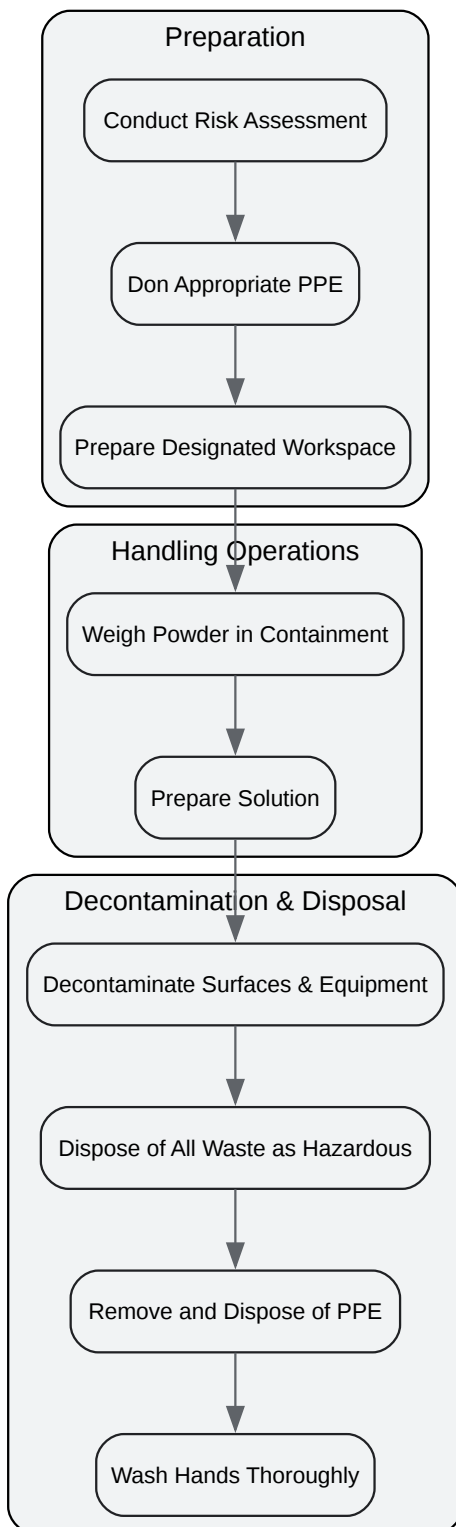 Preparation
Conduct Risk Assessment
Don Appropriate PPE
Prepare Designated Workspace
Handling Operations
Weigh Powder in Containment
Prepare Solution
Decontamination & Disposal
Decontaminate Surfaces & Equipment
Dispose of All Waste as Hazardous
Remove and Dispose of PPE
Wash Hands Thoroughly